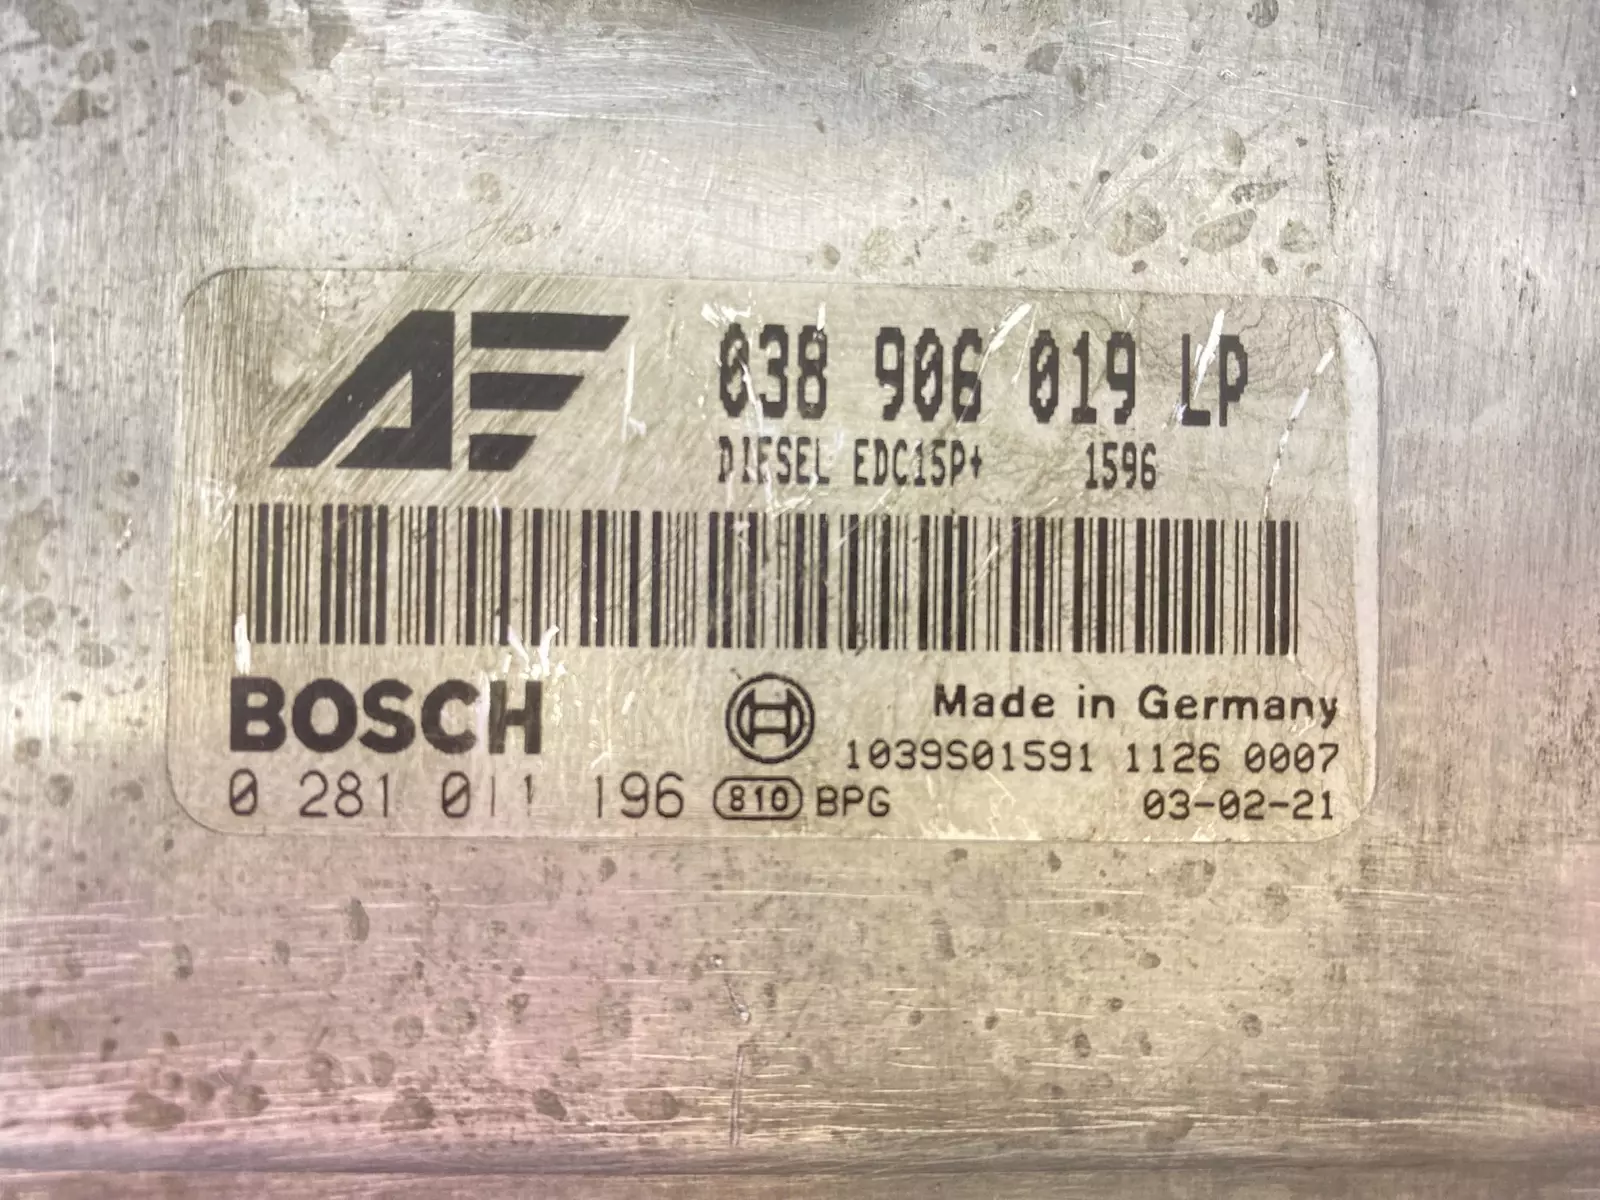 AE
038 906 019 LP
DIESEL EDC15P+ 1596
BOSCH
Made in Germany
1039S01591 1126 0007
0 281 011 196 810 BPG 03-02-21